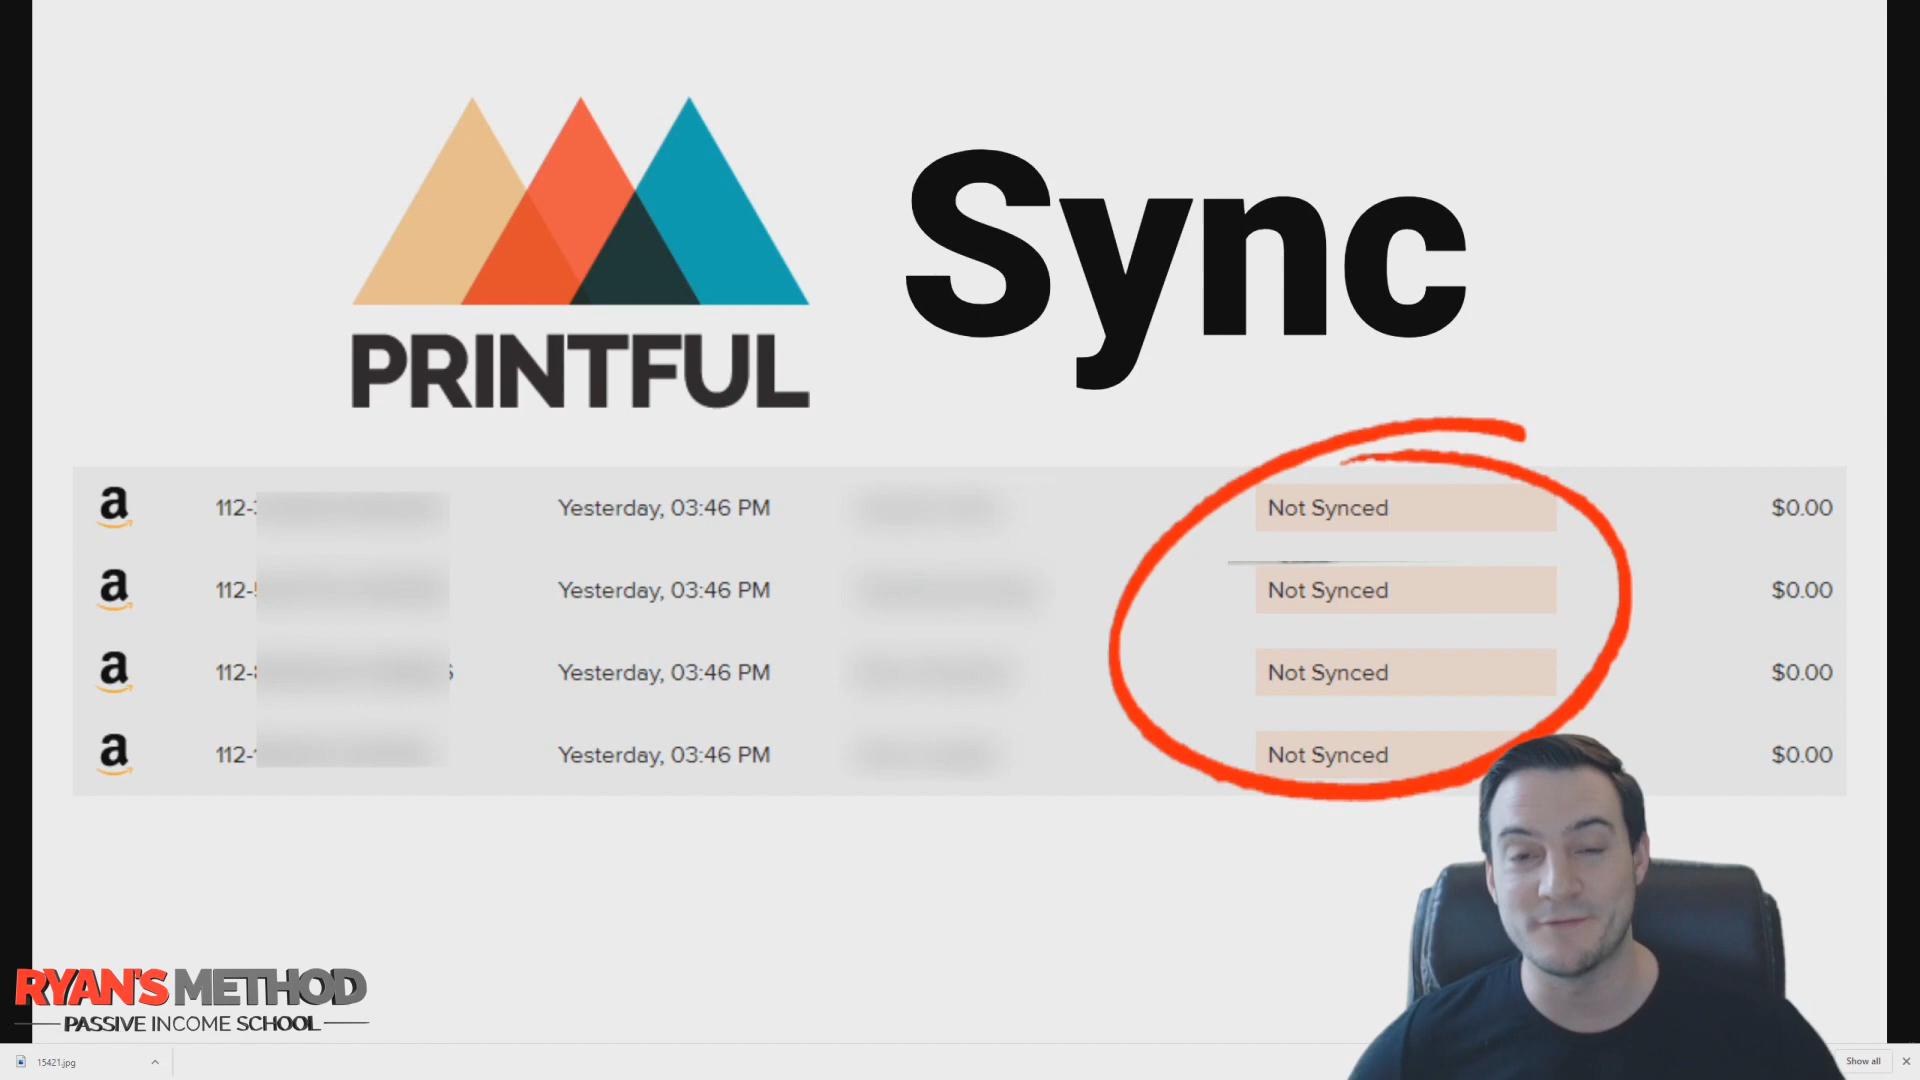 PRINTFUL
Sync
a 112- Yesterday, 03:46 PM Not Synced $0.00
a 112- Yesterday, 03:46 PM Not Synced $0.00
a 112- Yesterday, 03:46 PM Not Synced $0.00
a 112- Yesterday, 03:46 PM Not Synced $0.00
RYAN'S METHOD
PASSIVE INCOME SCHOOL
15421.jpg
Show all